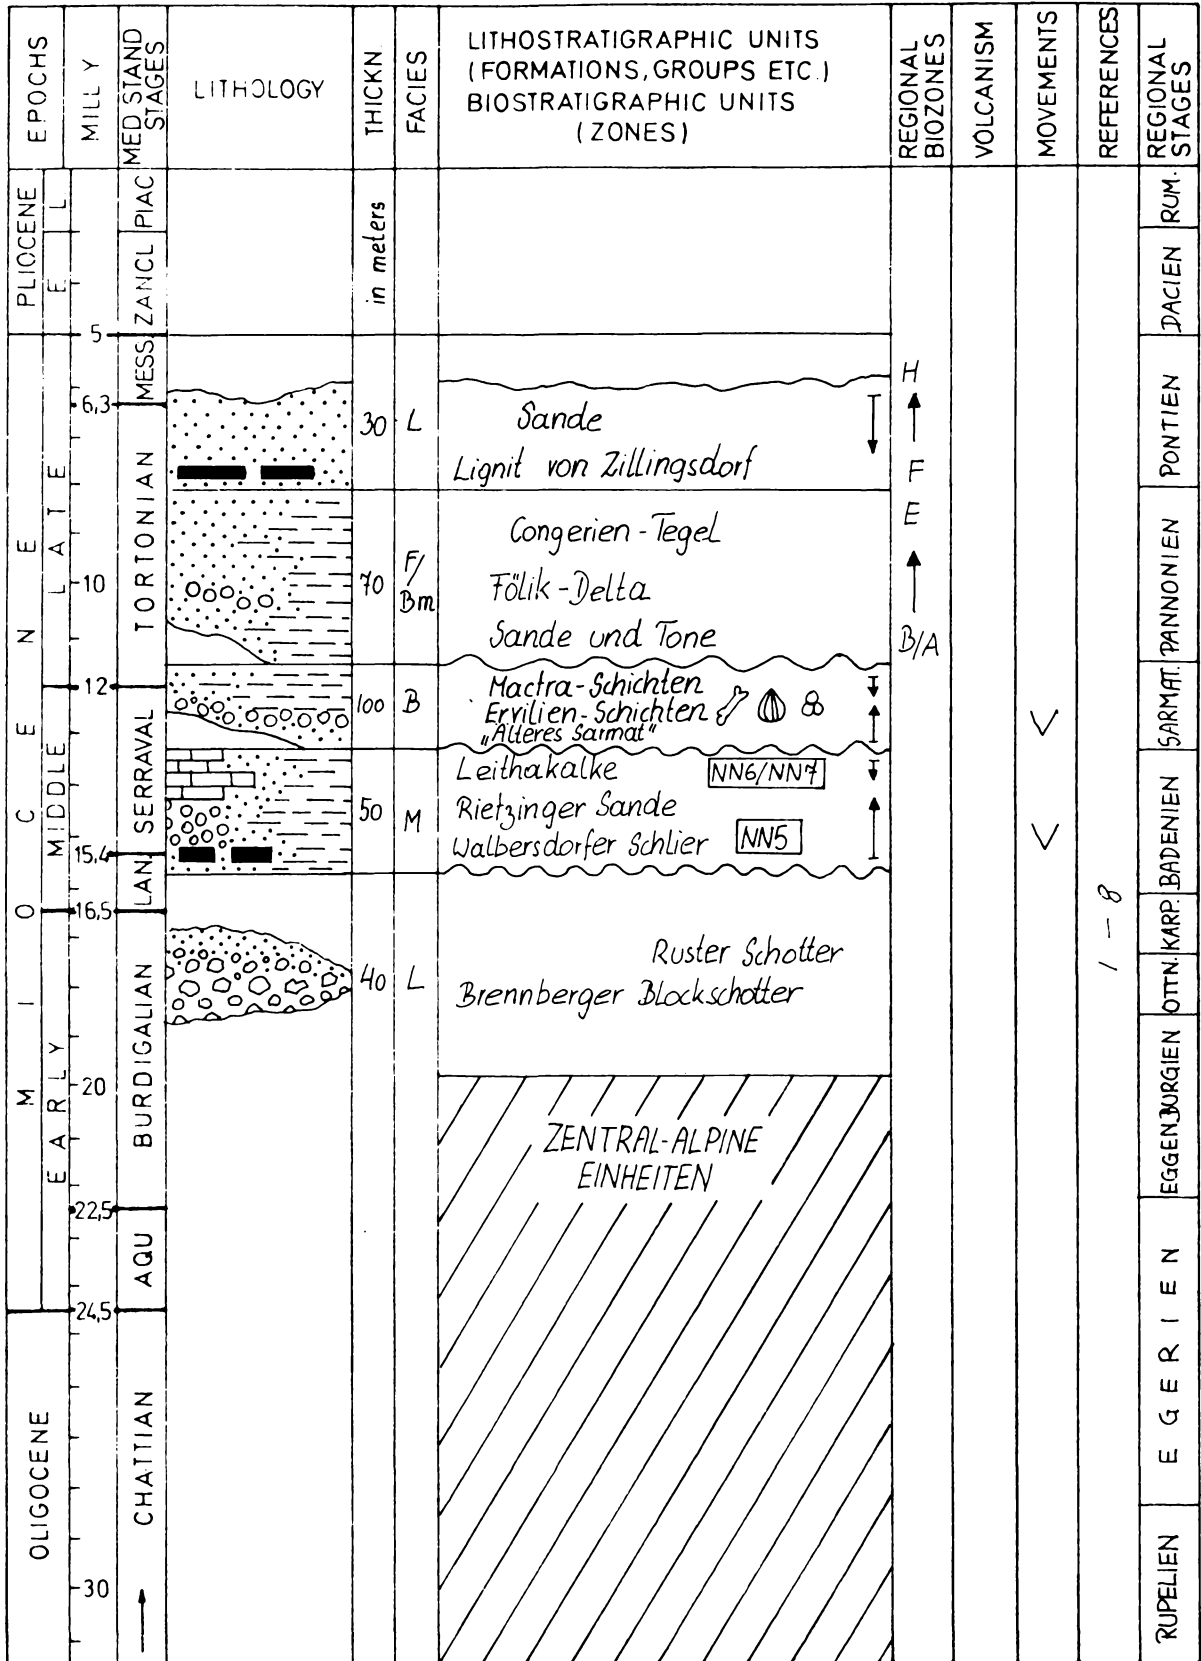 EPOCHS
MILL Y
MED STAND
STAGES
LITHOLOGY
THICKN
FACIES
LITHOSTRATIGRAPHIC UNITS
(FORMATIONS, GROUPS ETC.)
BIOSTRATIGRAPHIC UNITS
(ZONES)
REGIONAL
BIOZONES
VOLCANISM
MOVEMENTS
REFERENCES
REGIONAL
STAGES
PLIOCENE
E L
PIAC
ZANCL
in meters
RUM.
DACIEN
5
MIOCENE
LATE
MESS.
6,3
30
L
Sande
Lignit von Zillingsdorf
H
F
PONTIEN
TORTONIAN
10
70
F/
Bm
Congerien-Tegel
Fölik-Delta
Sande und Tone
E
B/A
PANNONIEN
12
MIDDLE
SERRAVAL
100
B
Mactra-Schichten
Ervilien-Schichten
„Älteres Sarmat“
SARMAT.
50
M
Leithakalke
NN6/NN7
Rietzinger Sande
Walbersdorfer Schlier
NN5
BADENIEN
15,4
LAN.
16,5
EARLY
BURDIGALIAN
40
L
Ruster Schotter
Brennberger Blockschotter
1 – 8
KARP.
OTTN.
20
ZENTRAL-ALPINE
EINHEITEN
EGGENBURGIEN
22,5
AQU
24,5
EGERIEN
OLIGOCENE
CHATTIAN
30
RUPELIEN